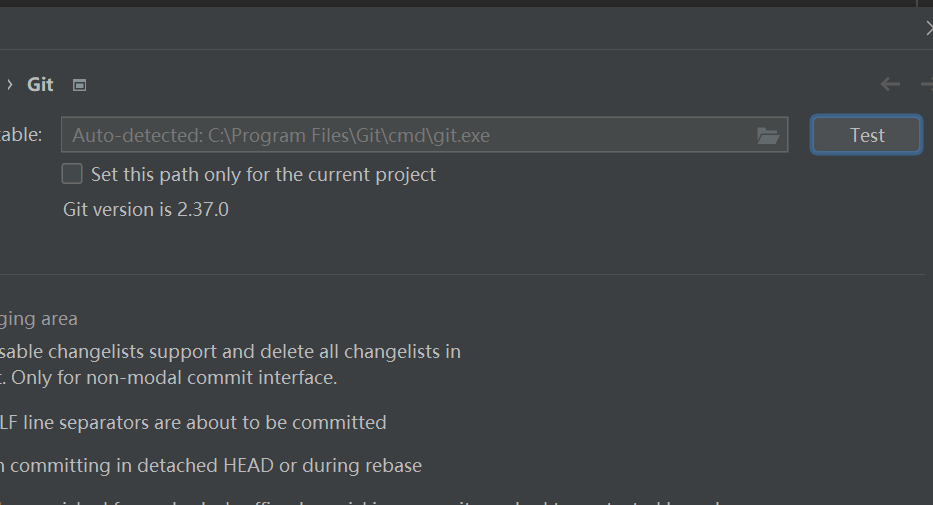 Git
able: Auto-detected: C:\Program Files\Git\cmd\git.exe Test
Set this path only for the current project
Git version is 2.37.0
ging area
sable changelists support and delete all changelists in
. Only for non-modal commit interface.
LF line separators are about to be committed
n committing in detached HEAD or during rebase